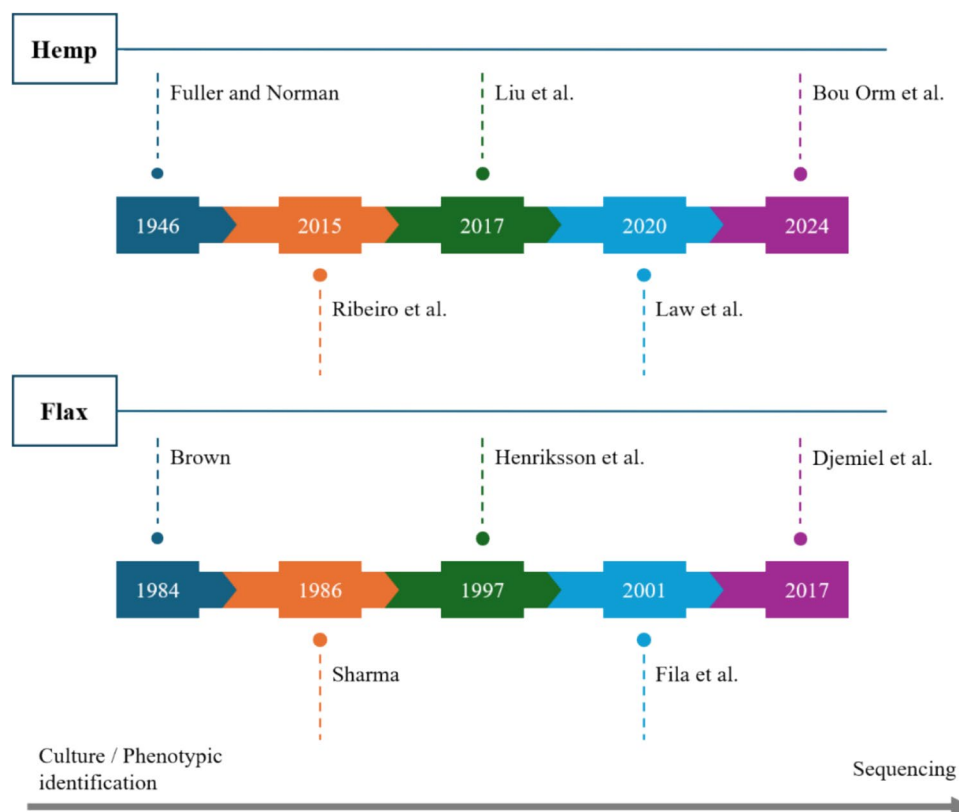 Hemp
Fuller and Norman
Liu et al.
Bou Orm et al.
1946
2015
2017
2020
2024
Ribeiro et al.
Law et al.
Flax
Brown
Henriksson et al.
Djemiel et al.
1984
1986
1997
2001
2017
Sharma
Fila et al.
Culture / Phenotypic
identification
Sequencing